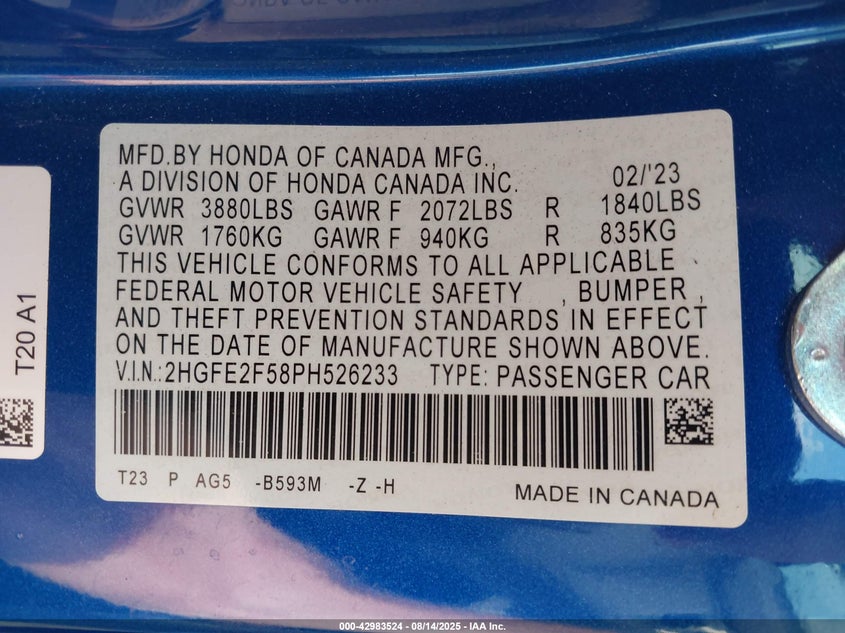 MFD.BY HONDA OF CANADA MFG.,
A DIVISION OF HONDA CANADA INC. 02/'23
GVWR 3880LBS GAWR F 2072LBS R 1840LBS
GVWR 1760KG GAWR F 940KG R 835KG
THIS VEHICLE CONFORMS TO ALL APPLICABLE
FEDERAL MOTOR VEHICLE SAFETY , BUMPER ,
AND THEFT PREVENTION STANDARDS IN EFFECT
ON THE DATE OF MANUFACTURE SHOWN ABOVE.
V.I.N.:2HGFE2F58PH526233 TYPE: PASSENGER CAR
T23 P AG5 -B593M -Z -H
MADE IN CANADA
T20 A1
000-42983524 - 08/14/2025 - IAA Inc.